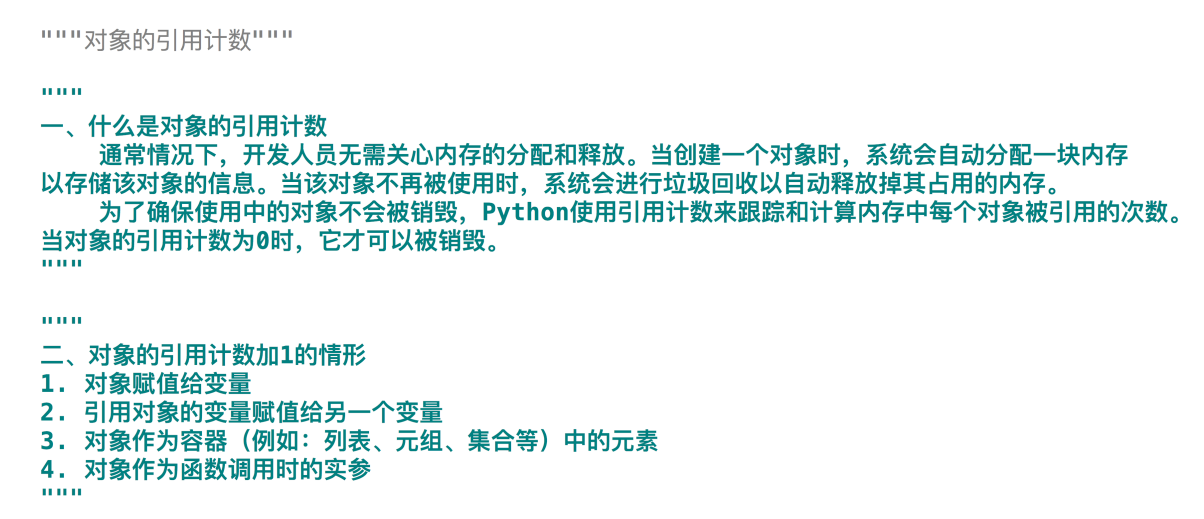 """对象的引用计数"""
"""
一、什么是对象的引用计数
通常情况下，开发人员无需关心内存的分配和释放。当创建一个对象时，系统会自动分配一块内存
以存储该对象的信息。当该对象不再被使用时，系统会进行垃圾回收以自动释放掉其占用的内存。
为了确保使用中的对象不会被销毁，Python使用引用计数来跟踪和计算内存中每个对象被引用的次数。
当对象的引用计数为0时，它才可以被销毁。
"""
"""
二、对象的引用计数加1的情形
1. 对象赋值给变量
2. 引用对象的变量赋值给另一个变量
3. 对象作为容器（例如：列表、元组、集合等）中的元素
4. 对象作为函数调用时的实参
"""